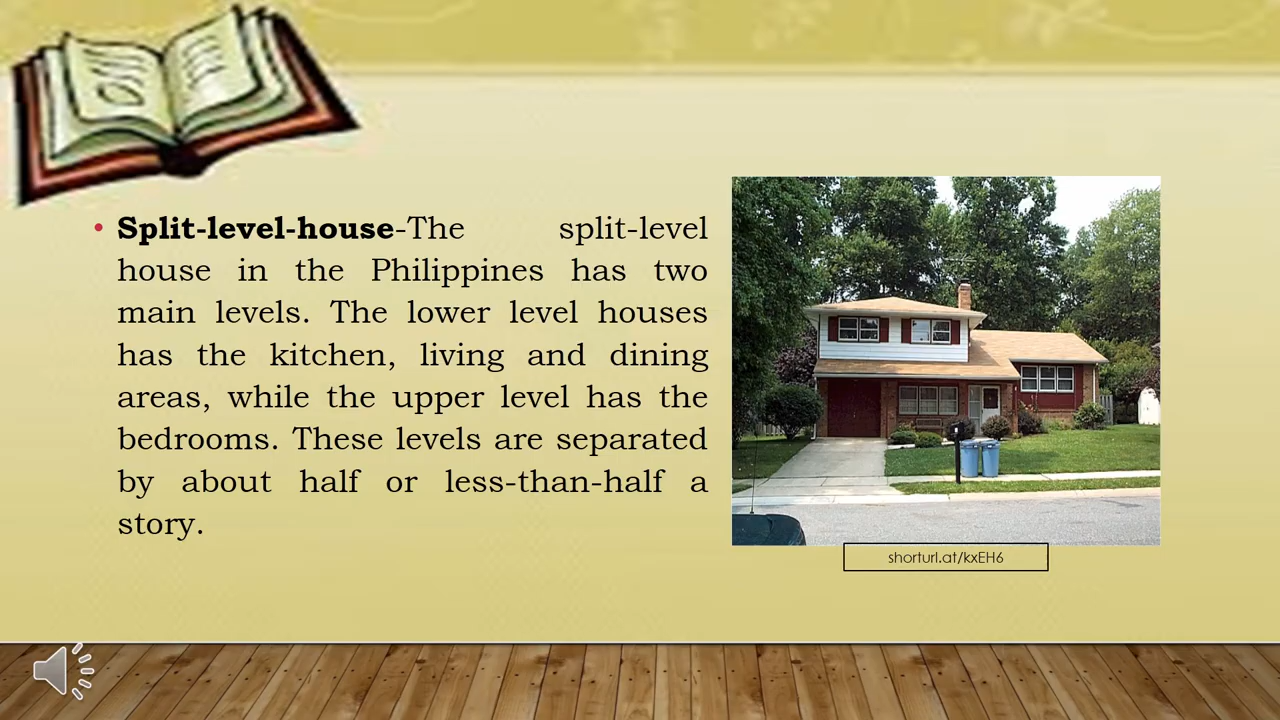 • Split-level-house-The split-level
house in the Philippines has two
main levels. The lower level houses
has the kitchen, living and dining
areas, while the upper level has the
bedrooms. These levels are separated
by about half or less-than-half a
story.
shorturl.at/kxEH6